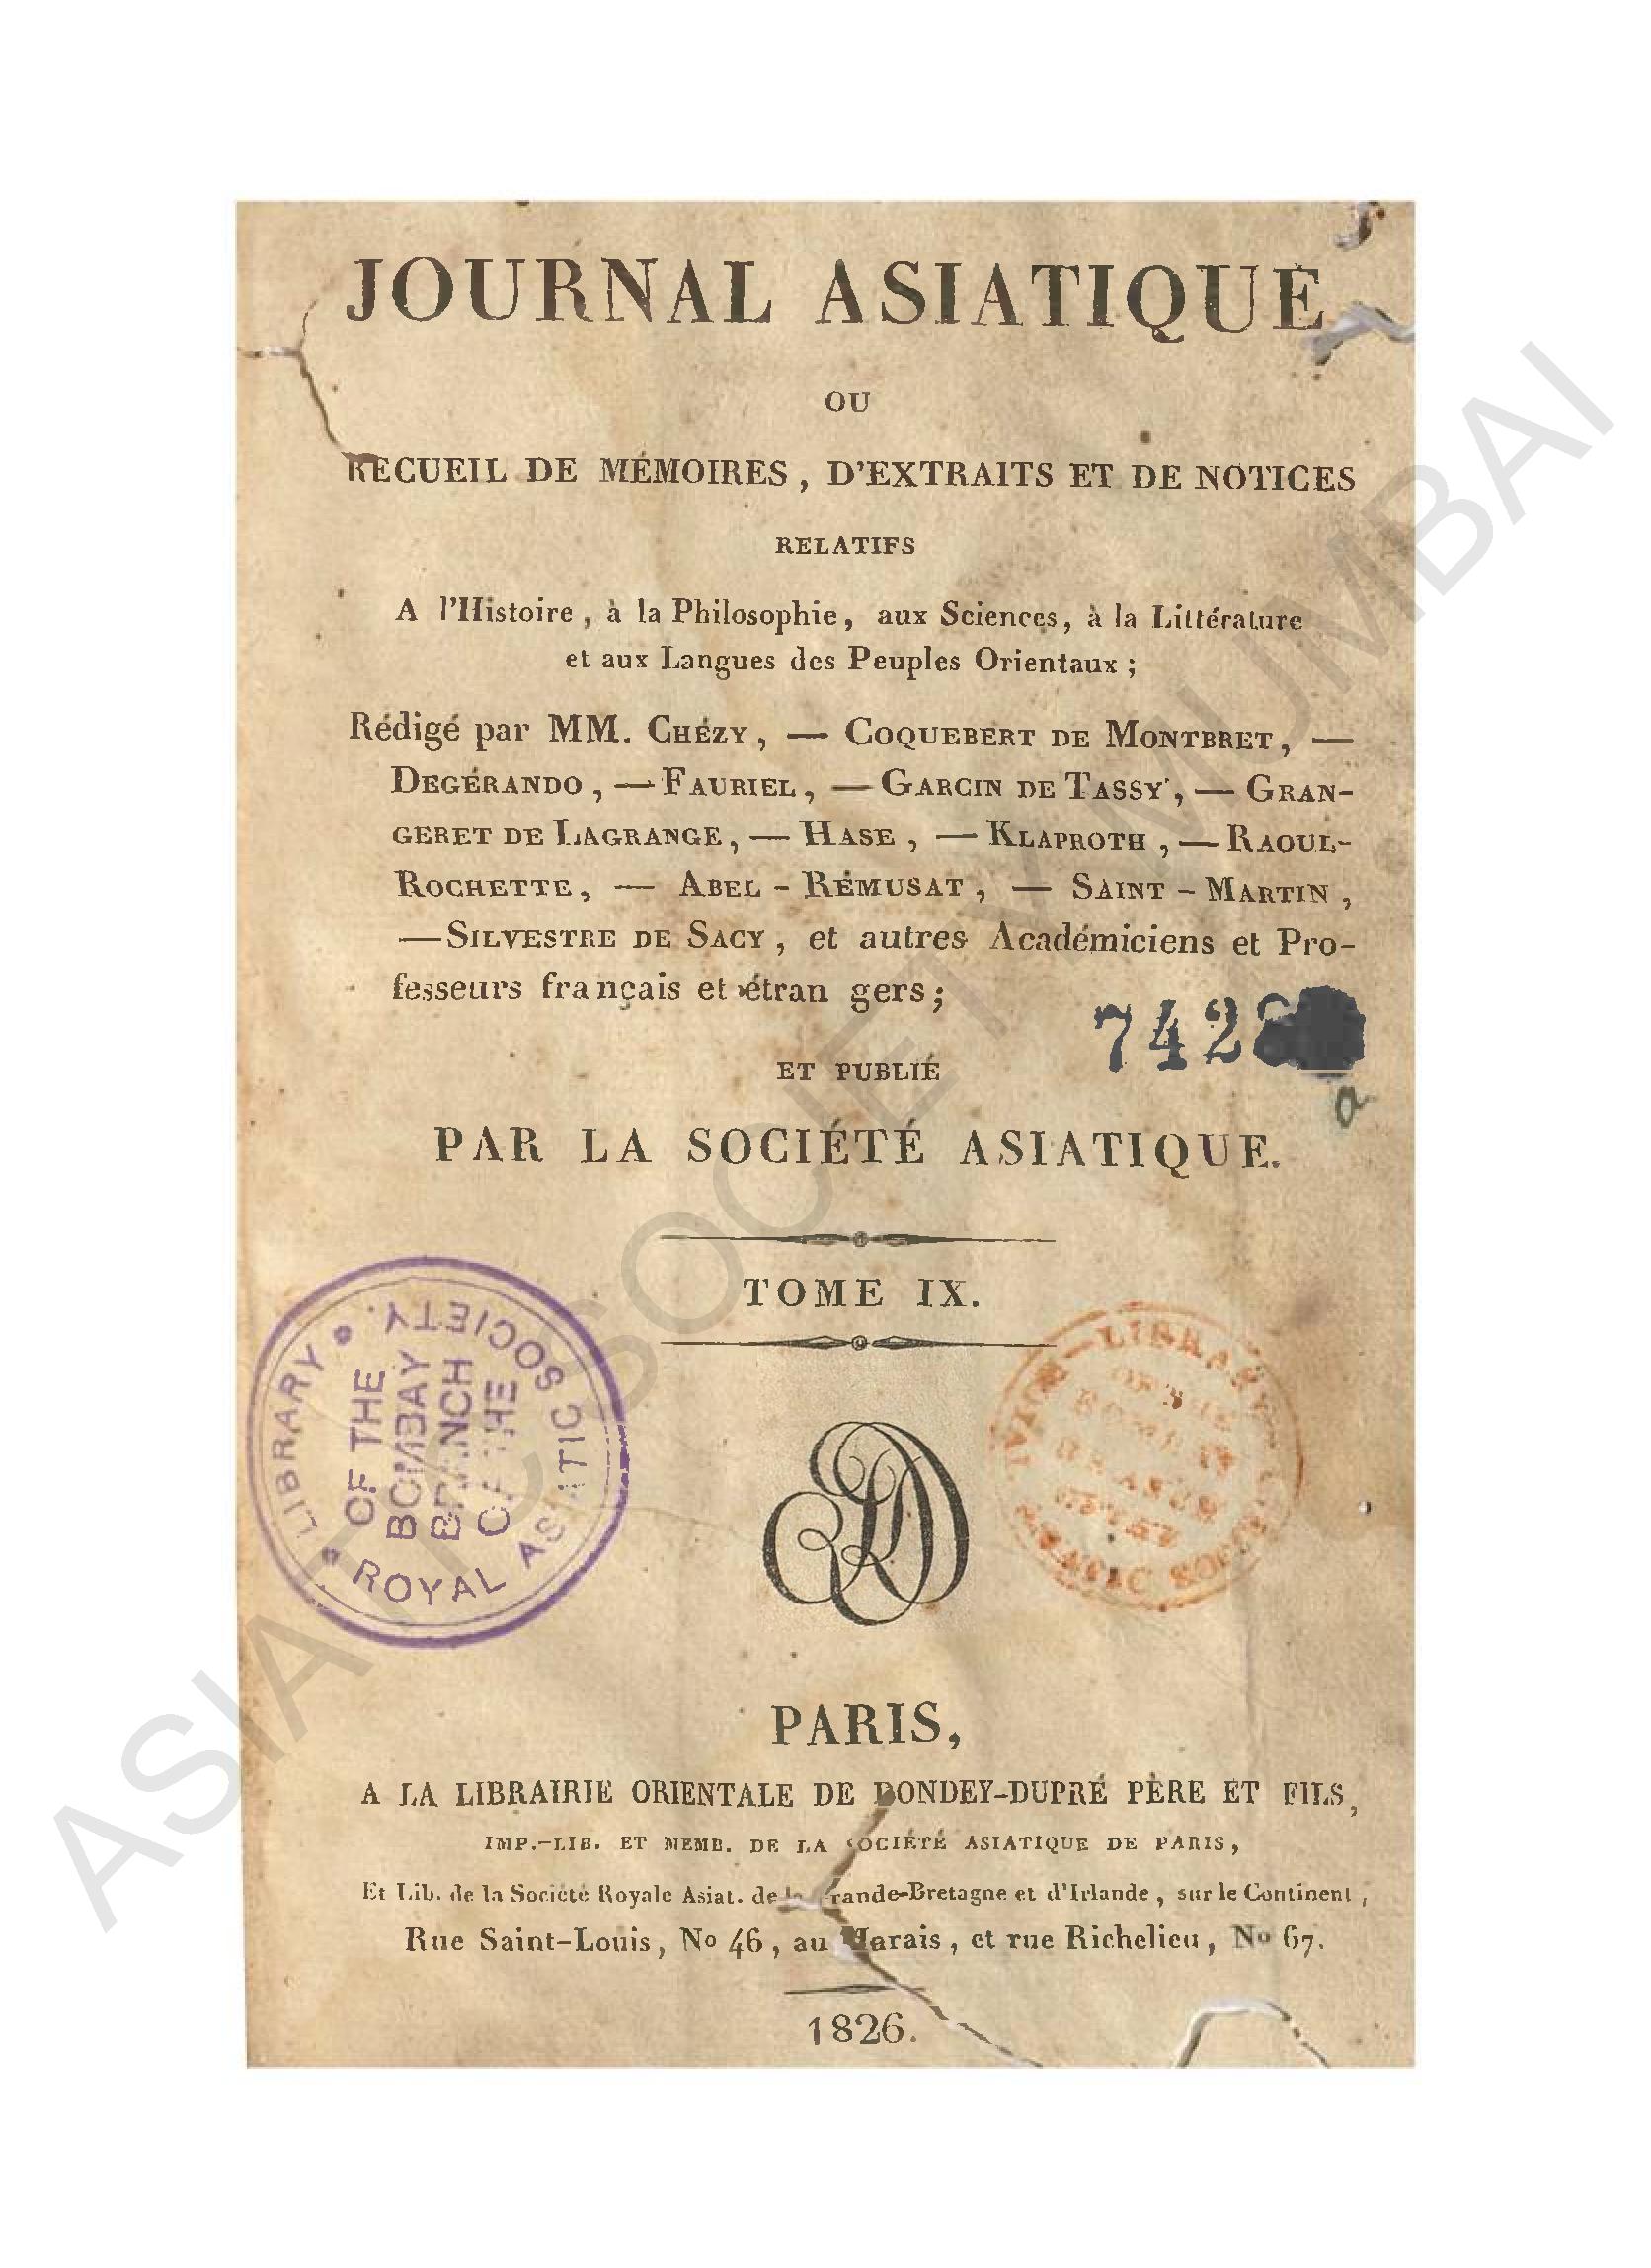 JOURNAL ASIATIQUE
OU
RECUEIL DE MÉMOIRES, D'EXTRAITS ET DE NOTICES
RELATIFS
A l'Histoire, à la Philosophie, aux Sciences, à la Littérature
et aux Langues des Peuples Orientaux;
Rédigé par MM. CHÉZY, — COQUEBERT DE MONTBRET, —
DEGÉRANDO, — FAURIEL, — GARCIN DE TASSY, — GRAN-
GERET DE LAGRANGE, — HASE, — KLAPROTH, — RAOUL-
ROCHETTE, — ABEL-RÉMUSAT, — SAINT-MARTIN,
— SILVESTRE DE SACY, et autres Académiciens et Pro-
fesseurs français et étrangers;
7428
a
ET PUBLIÉ
PAR LA SOCIÉTÉ ASIATIQUE.
TOME IX.
LIBRARY
OF THE
BOMBAY
BRANCH
OF THE
ROYAL ASIATIC SOCIETY.
LIBRARY
ASIATIC SOCIETY
PARIS,
A LA LIBRAIRIE ORIENTALE DE DONDEY-DUPRÉ PÈRE ET FILS,
IMP.-LIB. ET MEMB. DE LA SOCIÉTÉ ASIATIQUE DE PARIS,
Et Lib. de la Société Royale Asiat. de la Grande-Bretagne et d'Irlande, sur le Continent,
Rue Saint-Louis, No 46, au Marais, et rue Richelieu, No 67.
1826.
ASIATIC SOCIETY MUMBAI